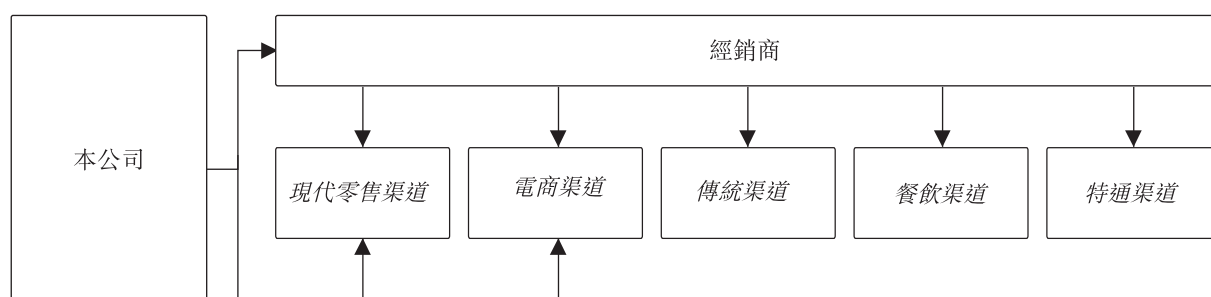 經銷商
本公司
現代零售渠道
電商渠道
傳統渠道
餐飲渠道
特通渠道